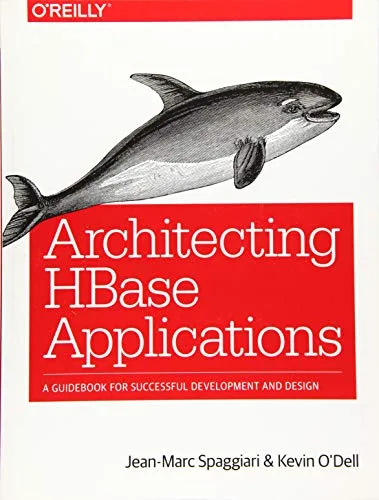 O'REILLY®
Architecting
HBase
Applications
A GUIDEBOOK FOR SUCCESSFUL DEVELOPMENT AND DESIGN
Jean-Marc Spaggiari & Kevin O'Dell